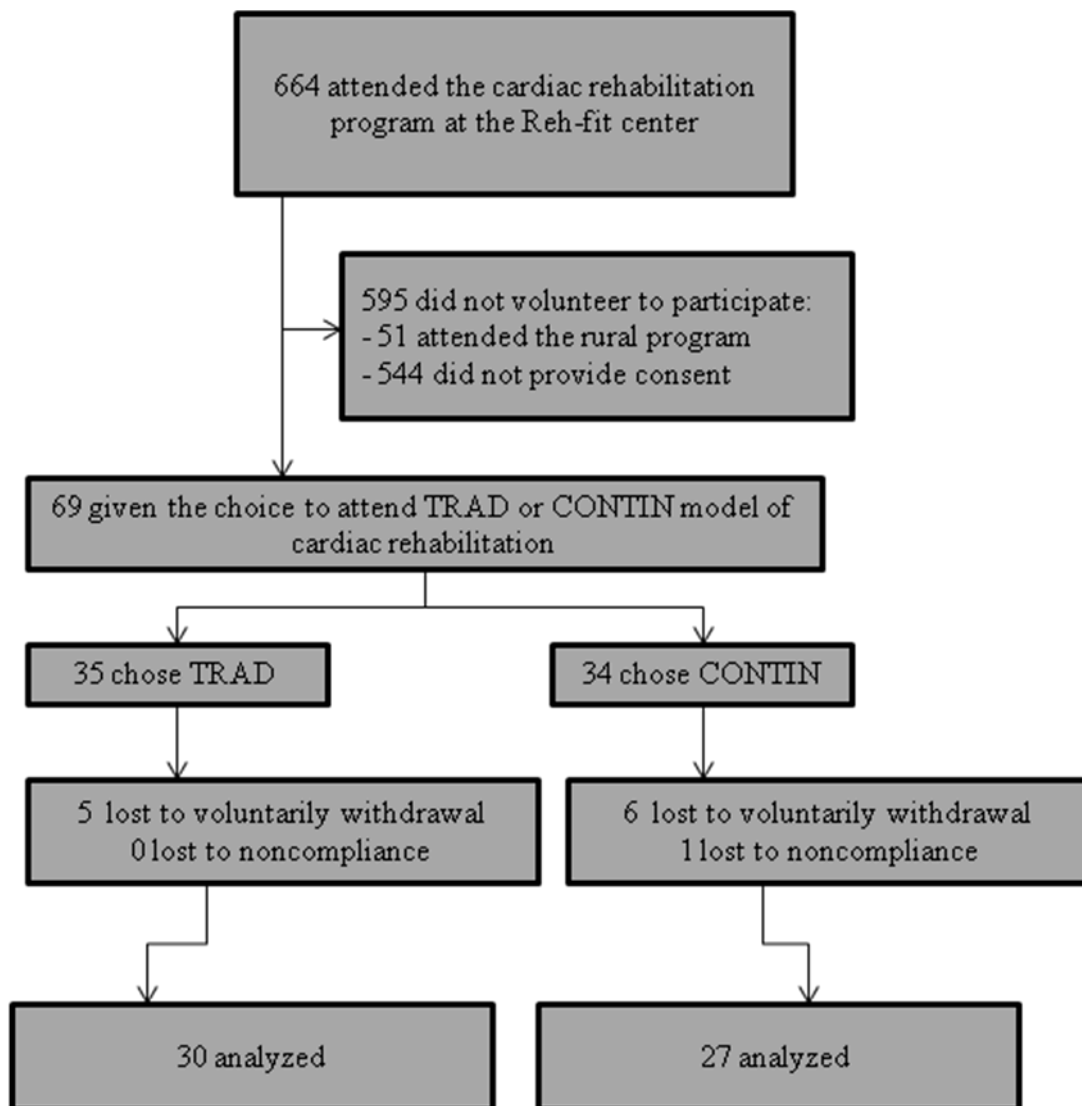 664 attended the cardiac rehabilitation
program at the Reh-fit center
595 did not volunteer to participate:
- 51 attended the rural program
- 544 did not provide consent
69 given the choice to attend TRAD or CONTIN model of
cardiac rehabilitation
35 chose TRAD
34 chose CONTIN
5 lost to voluntarily withdrawal
0 lost to noncompliance
6 lost to voluntarily withdrawal
1 lost to noncompliance
30 analyzed
27 analyzed